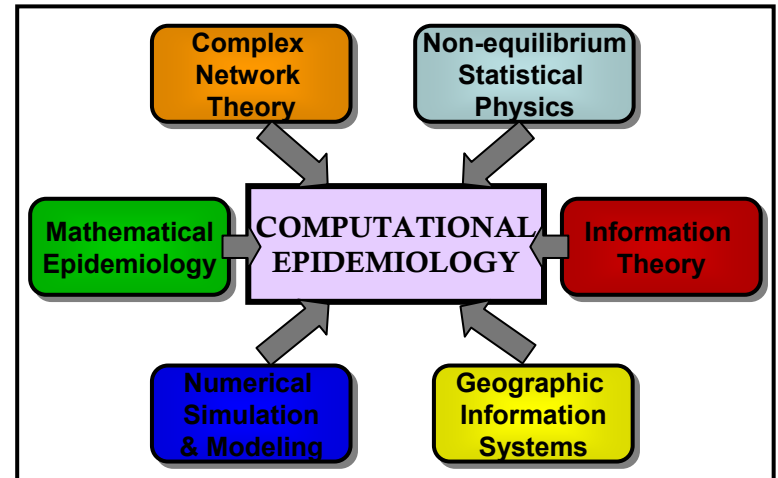 Complex
Network
Theory
Non-equilibrium
Statistical
Physics
Mathematical
Epidemiology
COMPUTATIONAL
EPIDEMIOLOGY
Information
Theory
Numerical
Simulation
& Modeling
Geographic
Information
Systems